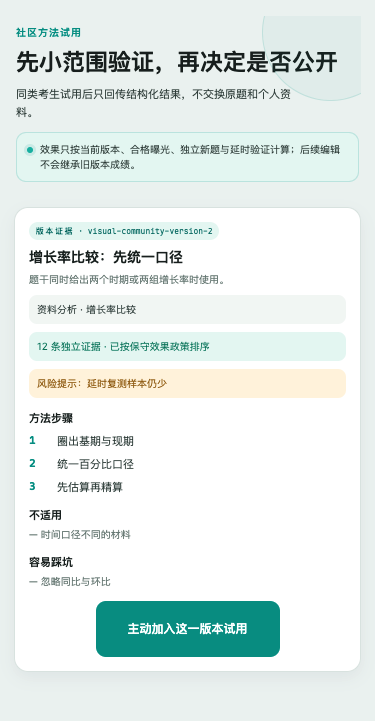 社区方法试用
先小范围验证，再决定是否公开
同类考生试用后只回传结构化结果，不交换原题和个人资
料。
效果只按当前版本、合格曝光、独立新题与延时验证计算；后续编辑
不会继承旧版本成绩。
版本证据 · visual-community-version-2
增长率比较：先统一口径
题干同时给出两个时期或两组增长率时使用。
资料分析 · 增长率比较
12 条独立证据 · 已按保守效果政策排序
风险提示：延时复测样本仍少
方法步骤
1 圈出基期与现期
2 统一百分比口径
3 先估算再精算
不适用
— 时间口径不同的材料
容易踩坑
— 忽略同比与环比
主动加入这一版本试用